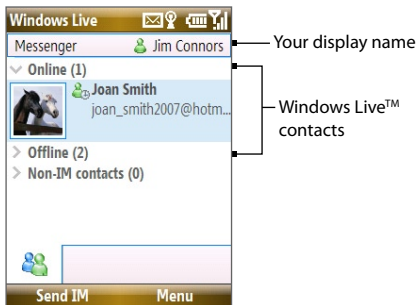 Windows Live
Messenger Jim Connors
Your display name
Online (1)
Joan Smith
joan_smith2007@hotm...
Windows Live™
contacts
Offline (2)
Non-IM contacts (0)
Send IM Menu